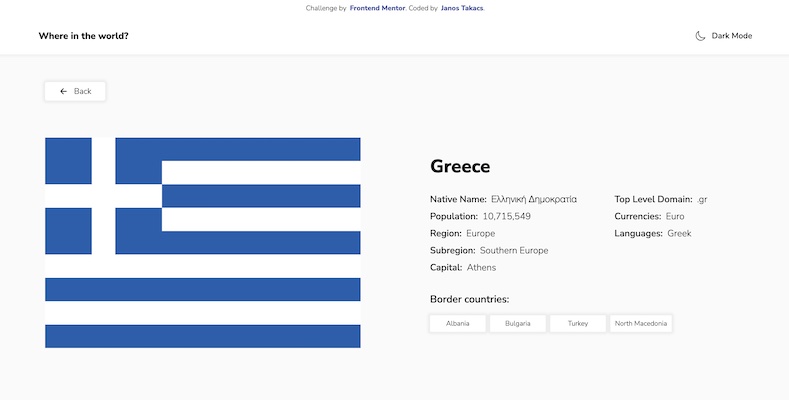 Challenge by Frontend Mentor. Coded by Janos Takacs.
Where in the world?
Dark Mode
Back
Greece
Native Name: Ελληνική Δημοκρατία
Population: 10,715,549
Region: Europe
Subregion: Southern Europe
Capital: Athens
Top Level Domain: .gr
Currencies: Euro
Languages: Greek
Border countries:
Albania
Bulgaria
Turkey
North Macedonia